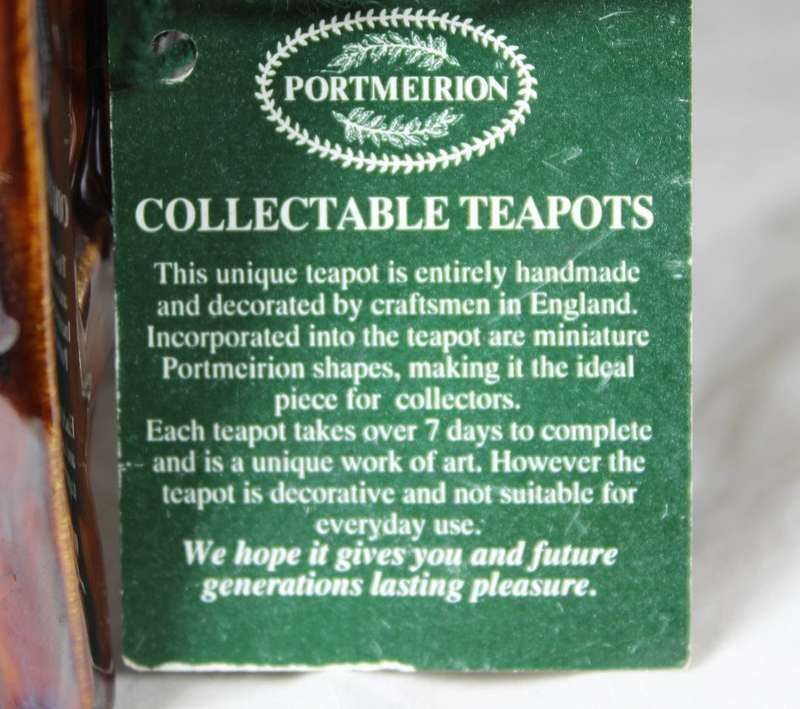 PORTMEIRION
COLLECTABLE TEAPOTS
This unique teapot is entirely handmade
and decorated by craftsmen in England.
Incorporated into the teapot are miniature
Portmeirion shapes, making it the ideal
piece for collectors.
Each teapot takes over 7 days to complete
and is a unique work of art. However the
teapot is decorative and not suitable for
everyday use.
We hope it gives you and future
generations lasting pleasure.